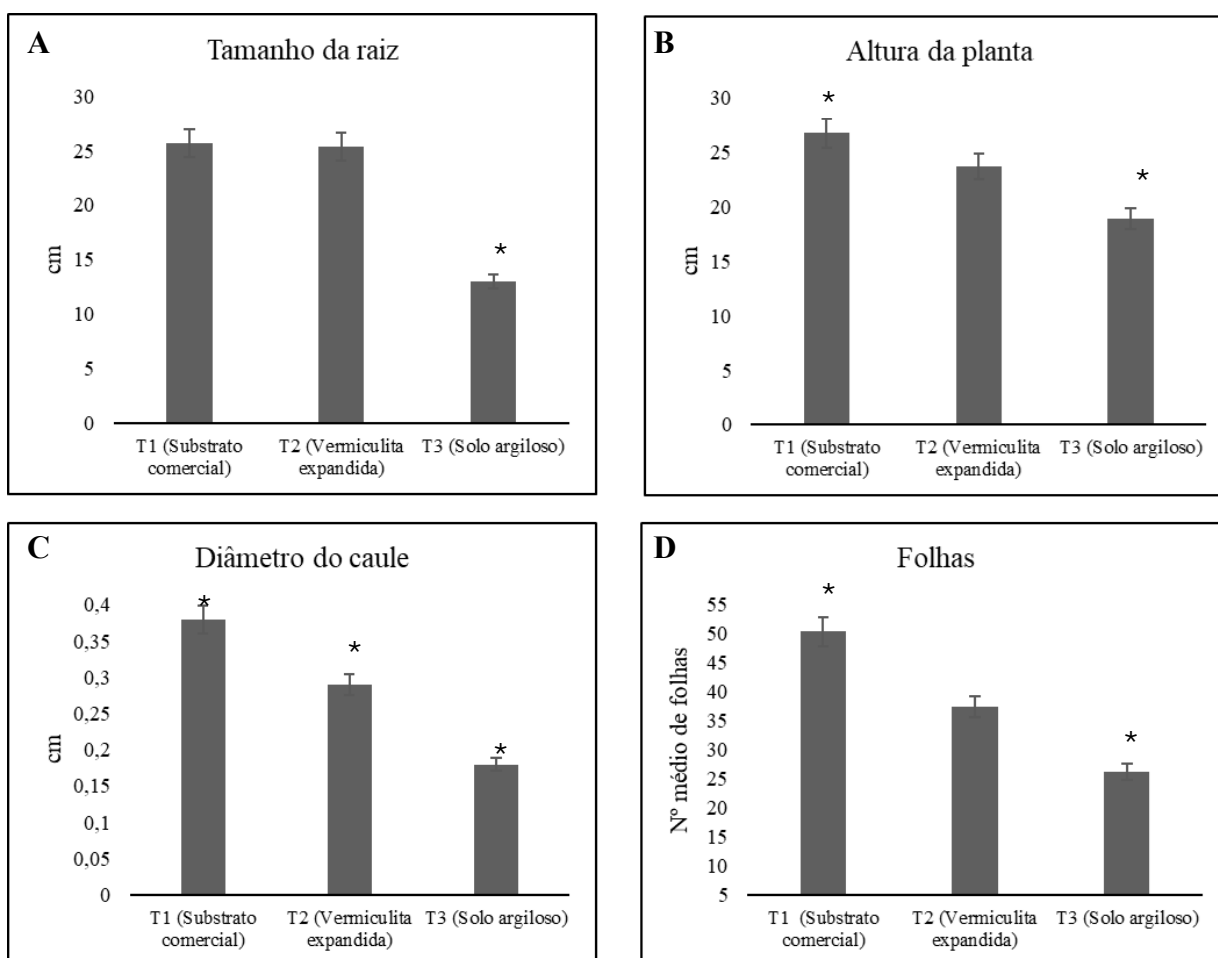 A
Tamanho da raiz
30
25
20
15
10
5
0
cm
*
T1 (Substrato comercial)
T2 (Vermiculita expandida)
T3 (Solo argiloso)
B
Altura da planta
30
25
20
15
10
5
0
cm
*
*
T1 (Substrato comercial)
T2 (Vermiculita expandida)
T3 (Solo argiloso)
C
Diâmetro do caule
0,4
0,35
0,3
0,25
0,2
0,15
0,1
0,05
0
cm
*
*
*
T1 (Substrato comercial)
T2 (Vermiculita expandida)
T3 (Solo argiloso)
D
Folhas
55
50
45
40
35
30
25
20
15
10
5
Nº médio de folhas
*
*
T1 (Substrato comercial)
T2 (Vermiculita expandida)
T3 (Solo argiloso)